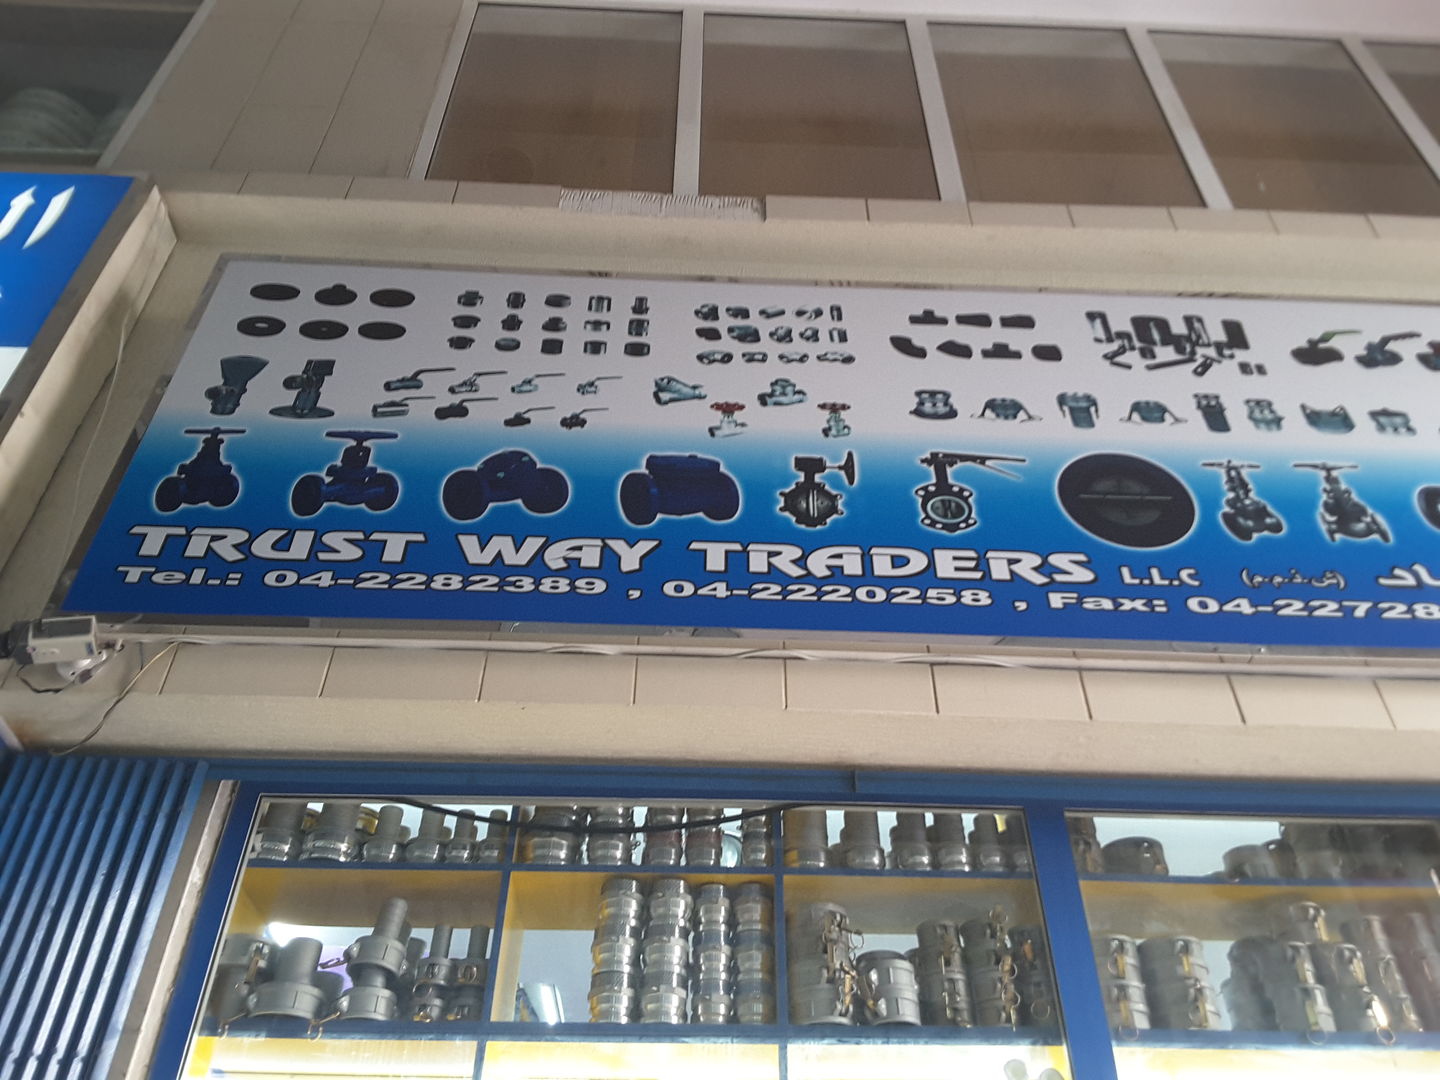 TRUST WAY TRADERS L.L.C (ش.ذ.م.م)
Tel.: 04-2282389 , 04-2220258 , Fax: 04-22728